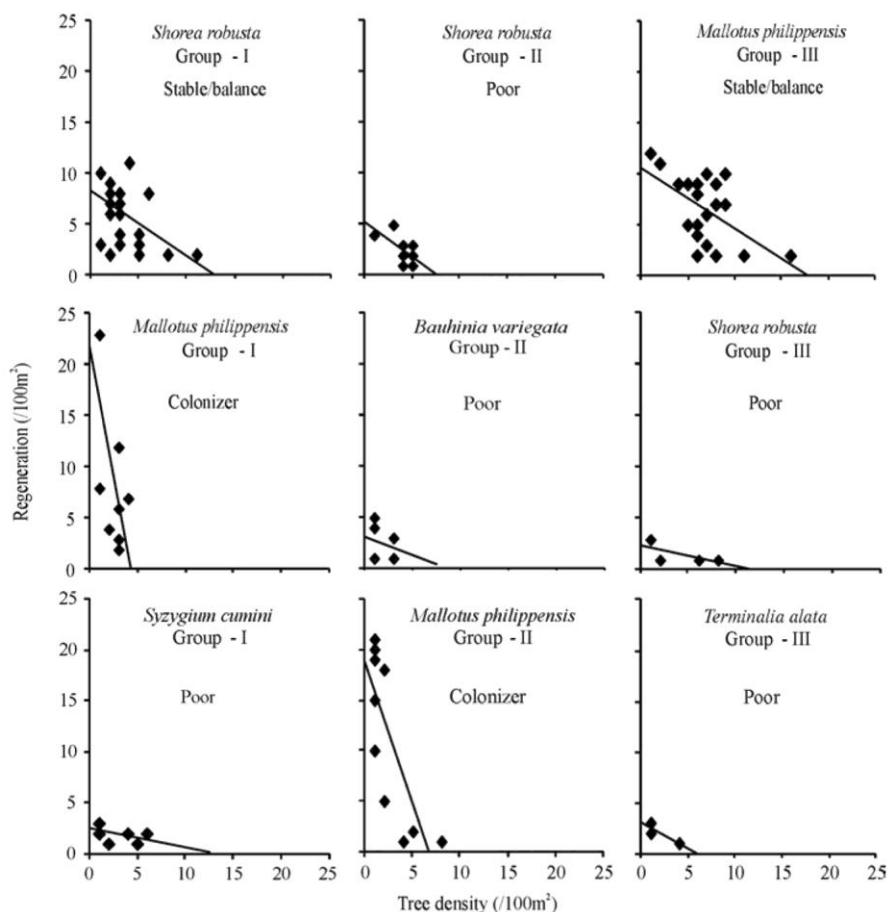 25
20
15
10
5
0
Shorea robusta
Group - I
Stable/balance
Shorea robusta
Group - II
Poor
Mallotus philippensis
Group - III
Stable/balance
Regeneration (/100m²)
25
20
15
10
5
0
Mallotus philippensis
Group - I
Colonizer
Bauhinia variegata
Group - II
Poor
Shorea robusta
Group - III
Poor
25
20
15
10
5
0
Syzygium cumini
Group - I
Poor
Mallotus philippensis
Group - II
Colonizer
Terminalia alata
Group - III
Poor
0 5 10 15 20 25
0 5 10 15 20 25
0 5 10 15 20 25
Tree density (/100m²)